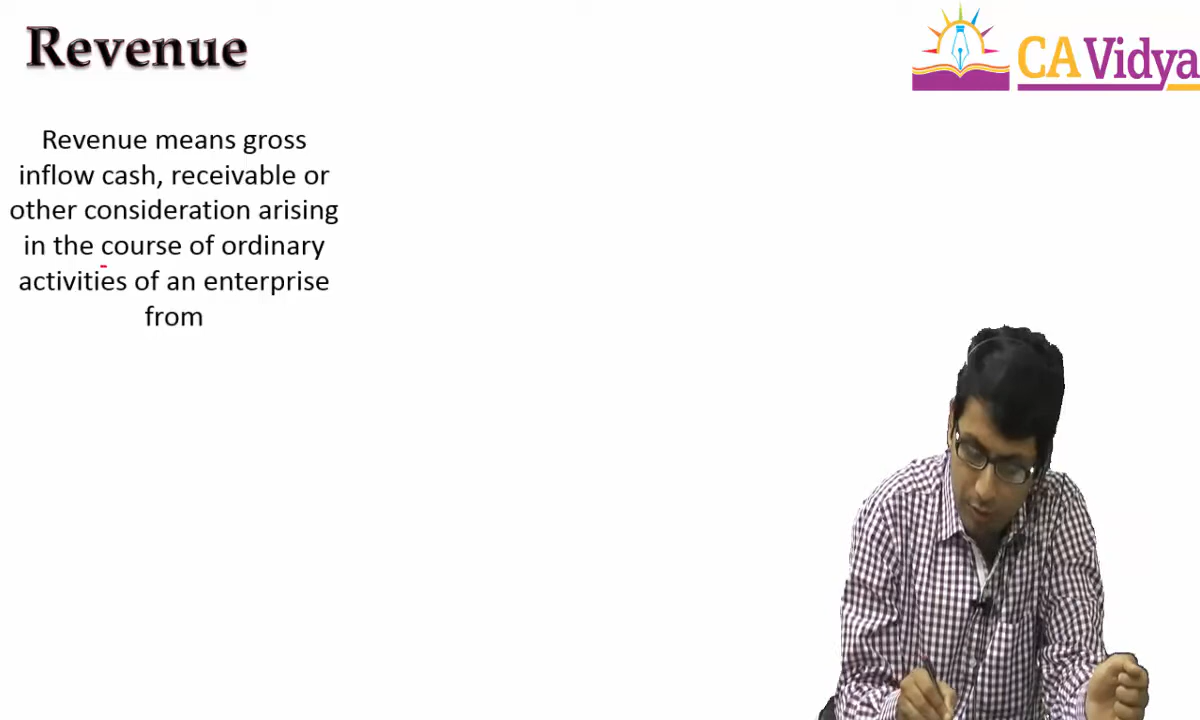 Revenue
CA Vidya
Revenue means gross
inflow cash, receivable or
other consideration arising
in the course of ordinary
activities of an enterprise
from